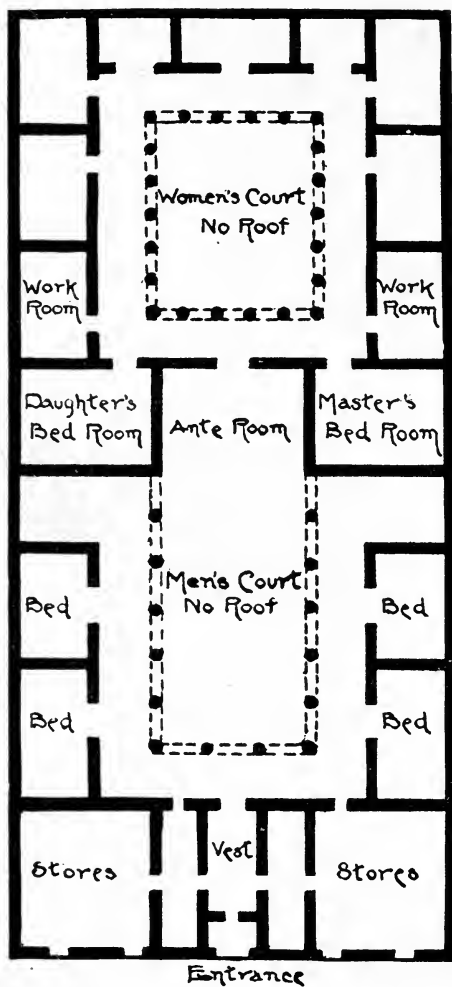 Women's Court
No Roof
Work
Room
Work
Room
Daughter's
Bed Room
Ante Room
Master's
Bed Room
Men's Court
No Roof
Bed
Bed
Bed
Bed
Stores
Vest
Stores
Entrance